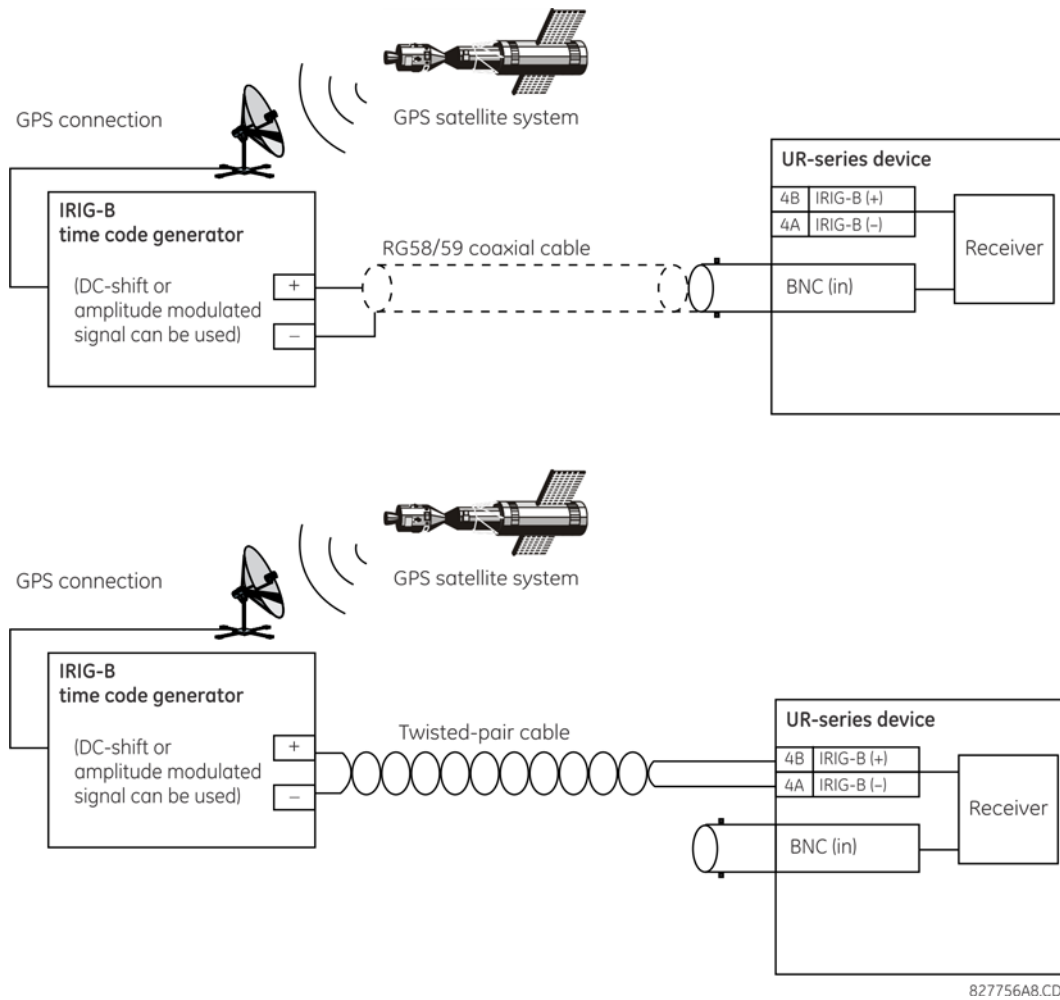 GPS connection
GPS satellite system
IRIG-B
time code generator
(DC-shift or
amplitude modulated
signal can be used)
+
–
RG58/59 coaxial cable
UR-series device
4B IRIG-B (+)
4A IRIG-B (–)
BNC (in)
Receiver
GPS connection
GPS satellite system
IRIG-B
time code generator
(DC-shift or
amplitude modulated
signal can be used)
+
–
Twisted-pair cable
UR-series device
4B IRIG-B (+)
4A IRIG-B (–)
BNC (in)
Receiver
827756A8.CD